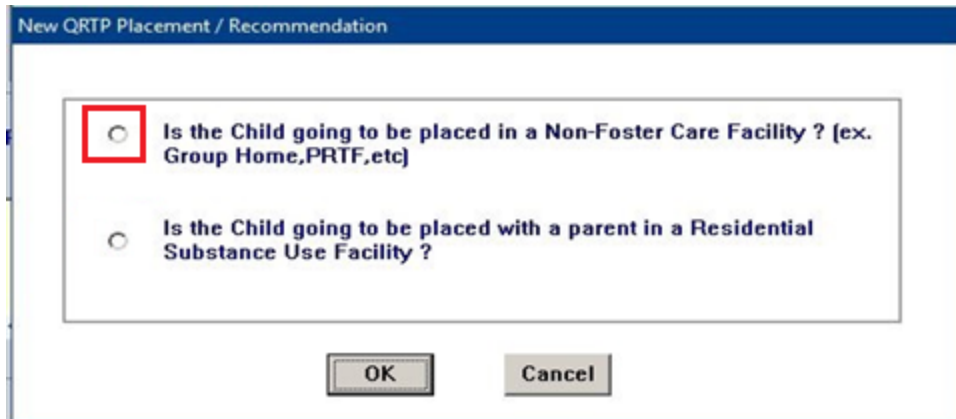 New QRTP Placement / Recommendation
Is the Child going to be placed in a Non-Foster Care Facility ? (ex.
Group Home,PRTF,etc)
Is the Child going to be placed with a parent in a Residential
Substance Use Facility ?
OK
Cancel